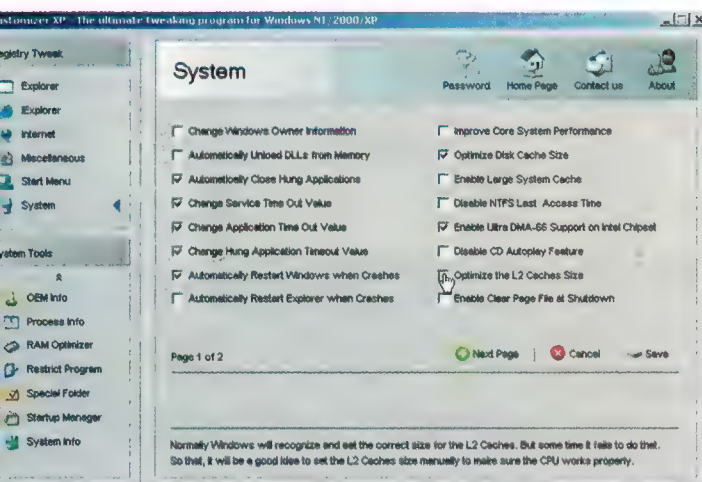 ustomizer XP - The ultimate tweaking program for Windows NT/2000/XP
egistry Tweak
Explorer
IExplorer
Internet
Miscellaneous
Start Menu
System
ystem Tools
OEM Info
Process Info
RAM Optimizer
Restrict Program
Special Folder
Startup Manager
System Info
System
Password
Home Page
Contact us
About
Change Windows Owner Information
Automatically Unload DLLs from Memory
Automatically Close Hung Applications
Change Service Time Out Value
Change Application Time Out Value
Change Hung Application Timeout Value
Automatically Restart Windows when Crashes
Automatically Restart Explorer when Crashes
Improve Core System Performance
Optimize Disk Cache Size
Enable Large System Cache
Disable NTFS Last Access Time
Enable Ultra DMA-66 Support on Intel Chipset
Disable CD Autoplay Feature
Optimize the L2 Caches Size
Enable Clear Page File at Shutdown
Page 1 of 2
Next Page
Cancel
Save
Normally Windows will recognize and set the correct size for the L2 Caches. But some time it fails to do that.
So that, it will be a good idea to set the L2 Caches size manually to make sure the CPU works properly.